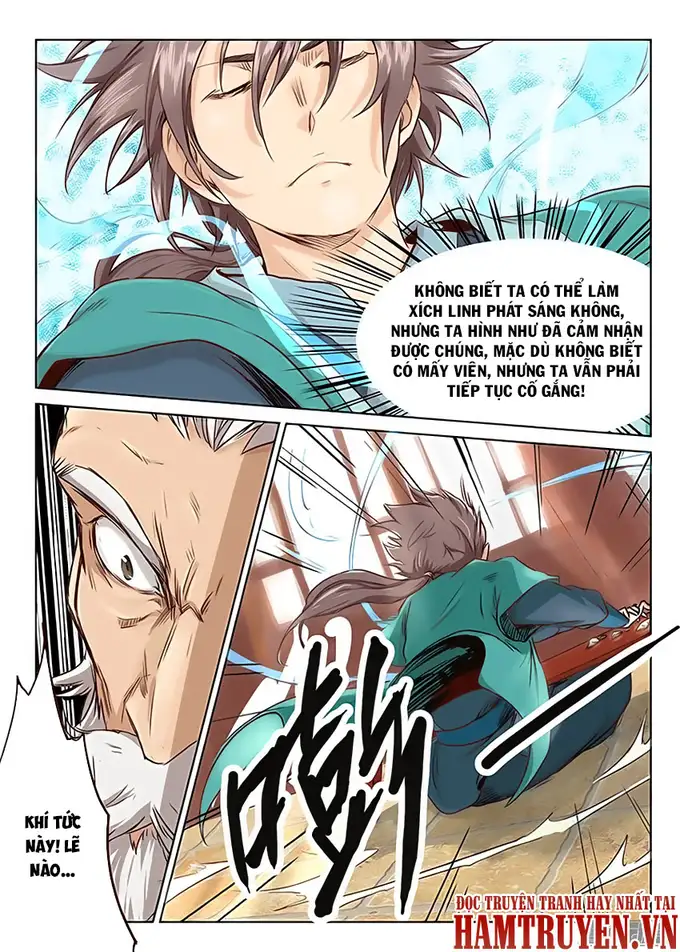 KHÔNG BIẾT TA CÓ THỂ LÀM
XÍCH LINH PHÁT SÁNG KHÔNG,
NHƯNG TA HÌNH NHƯ ĐÃ CẢM NHẬN
ĐƯỢC CHÚNG, MẶC DÙ KHÔNG BIẾT
CÓ MẤY VIÊN, NHƯNG TA VẪN PHẢI
TIẾP TỤC CỐ GẮNG!
KHÍ TỨC
NÀY! LẼ
NÀO...
ĐỌC TRUYỆN TRANH HAY NHẤT TẠI
HAMTRUYEN.VN